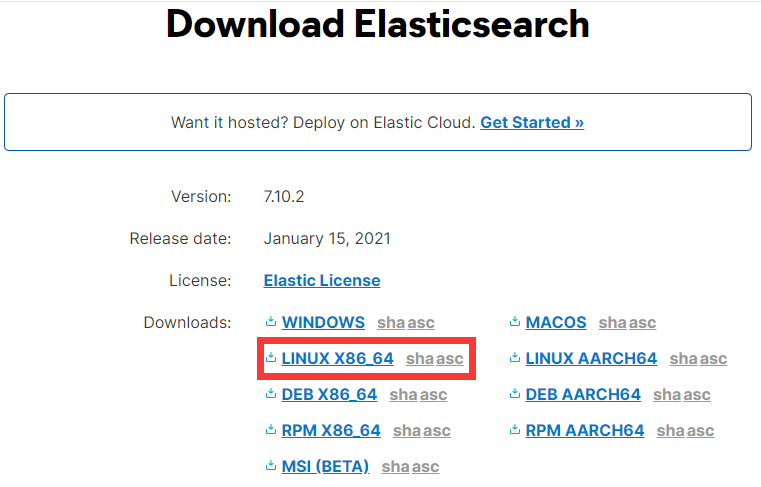 Download Elasticsearch
Want it hosted? Deploy on Elastic Cloud. Get Started »
Version: 7.10.2
Release date: January 15, 2021
License: Elastic License
Downloads: WINDOWS sha asc MACOS sha asc
LINUX X86_64 sha asc LINUX AARCH64 sha asc
DEB X86_64 sha asc DEB AARCH64 sha asc
RPM X86_64 sha asc RPM AARCH64 sha asc
MSI (BETA) sha asc